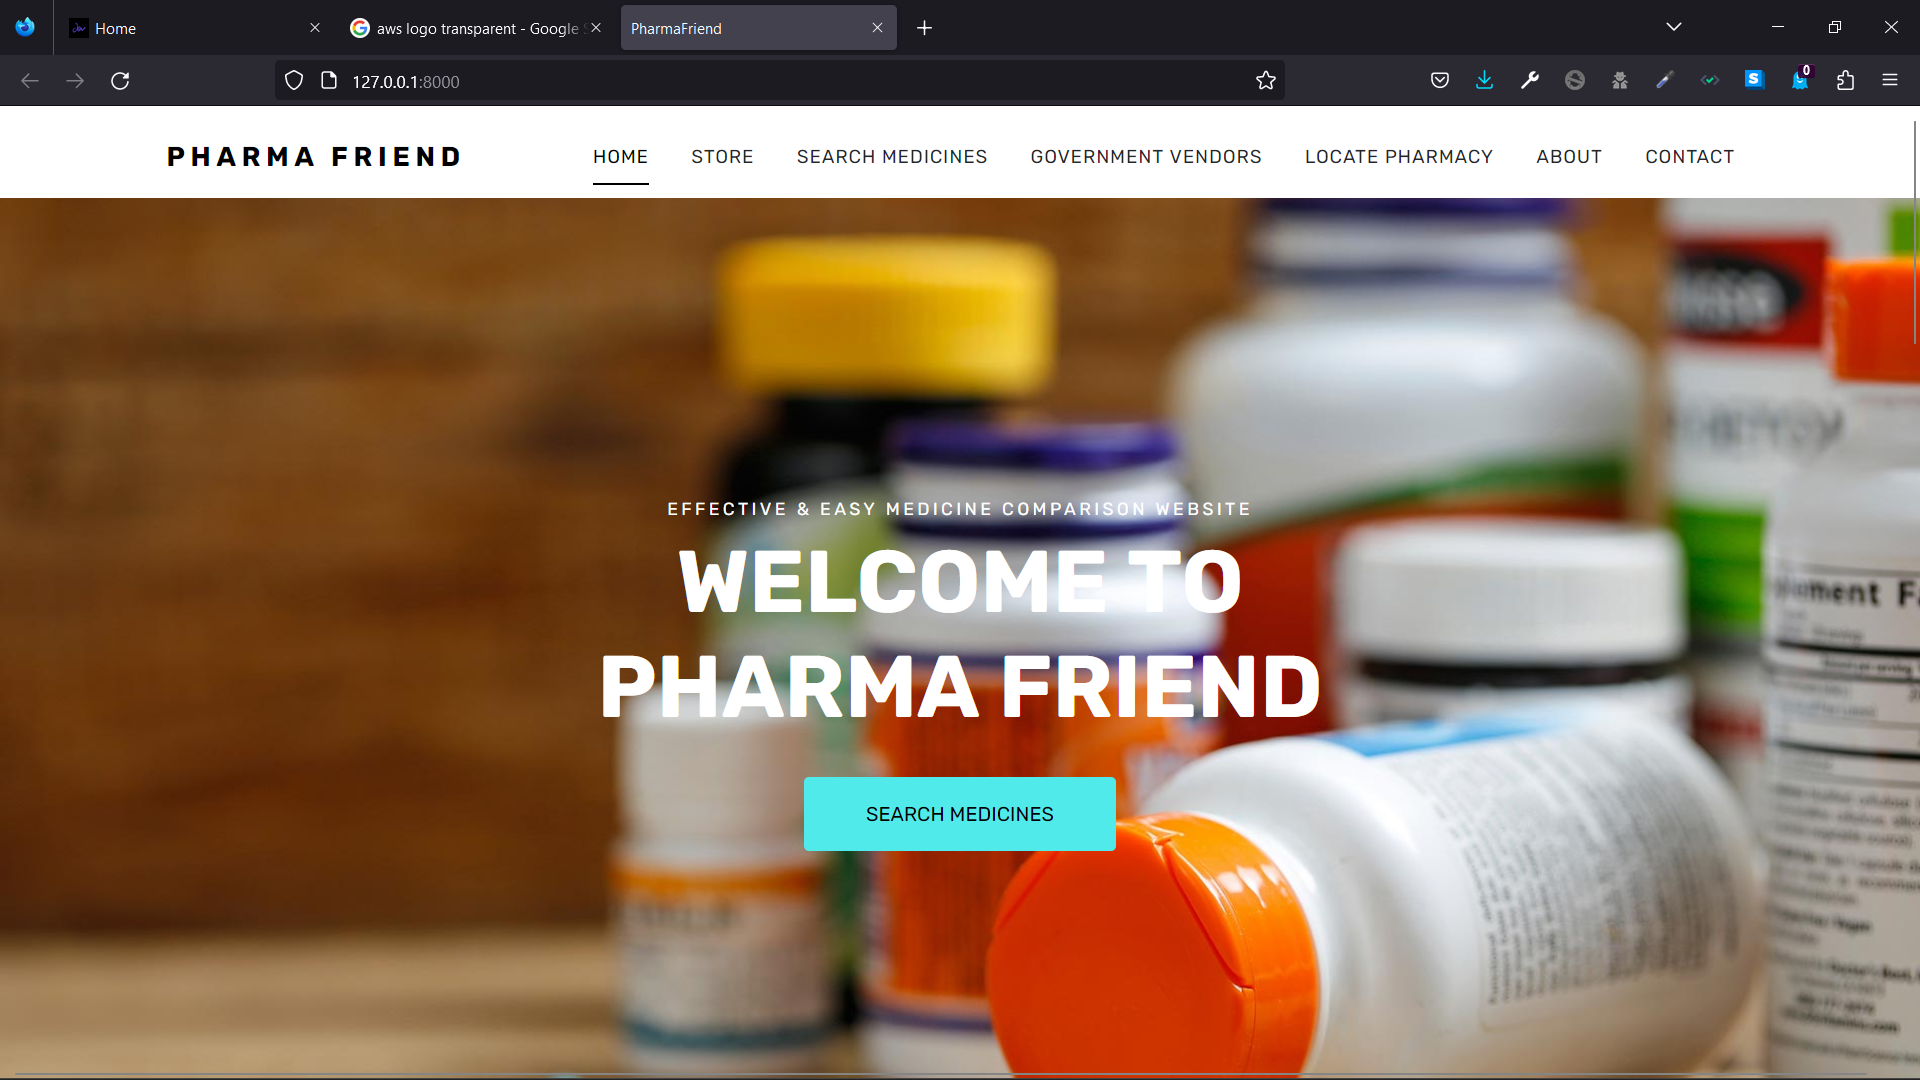 Home
aws logo transparent - Google
PharmaFriend
127.0.0.1:8000
0
PHARMA FRIEND
HOME
STORE
SEARCH MEDICINES
GOVERNMENT VENDORS
LOCATE PHARMACY
ABOUT
CONTACT
EFFECTIVE & EASY MEDICINE COMPARISON WEBSITE
WELCOME TO
PHARMA FRIEND
SEARCH MEDICINES